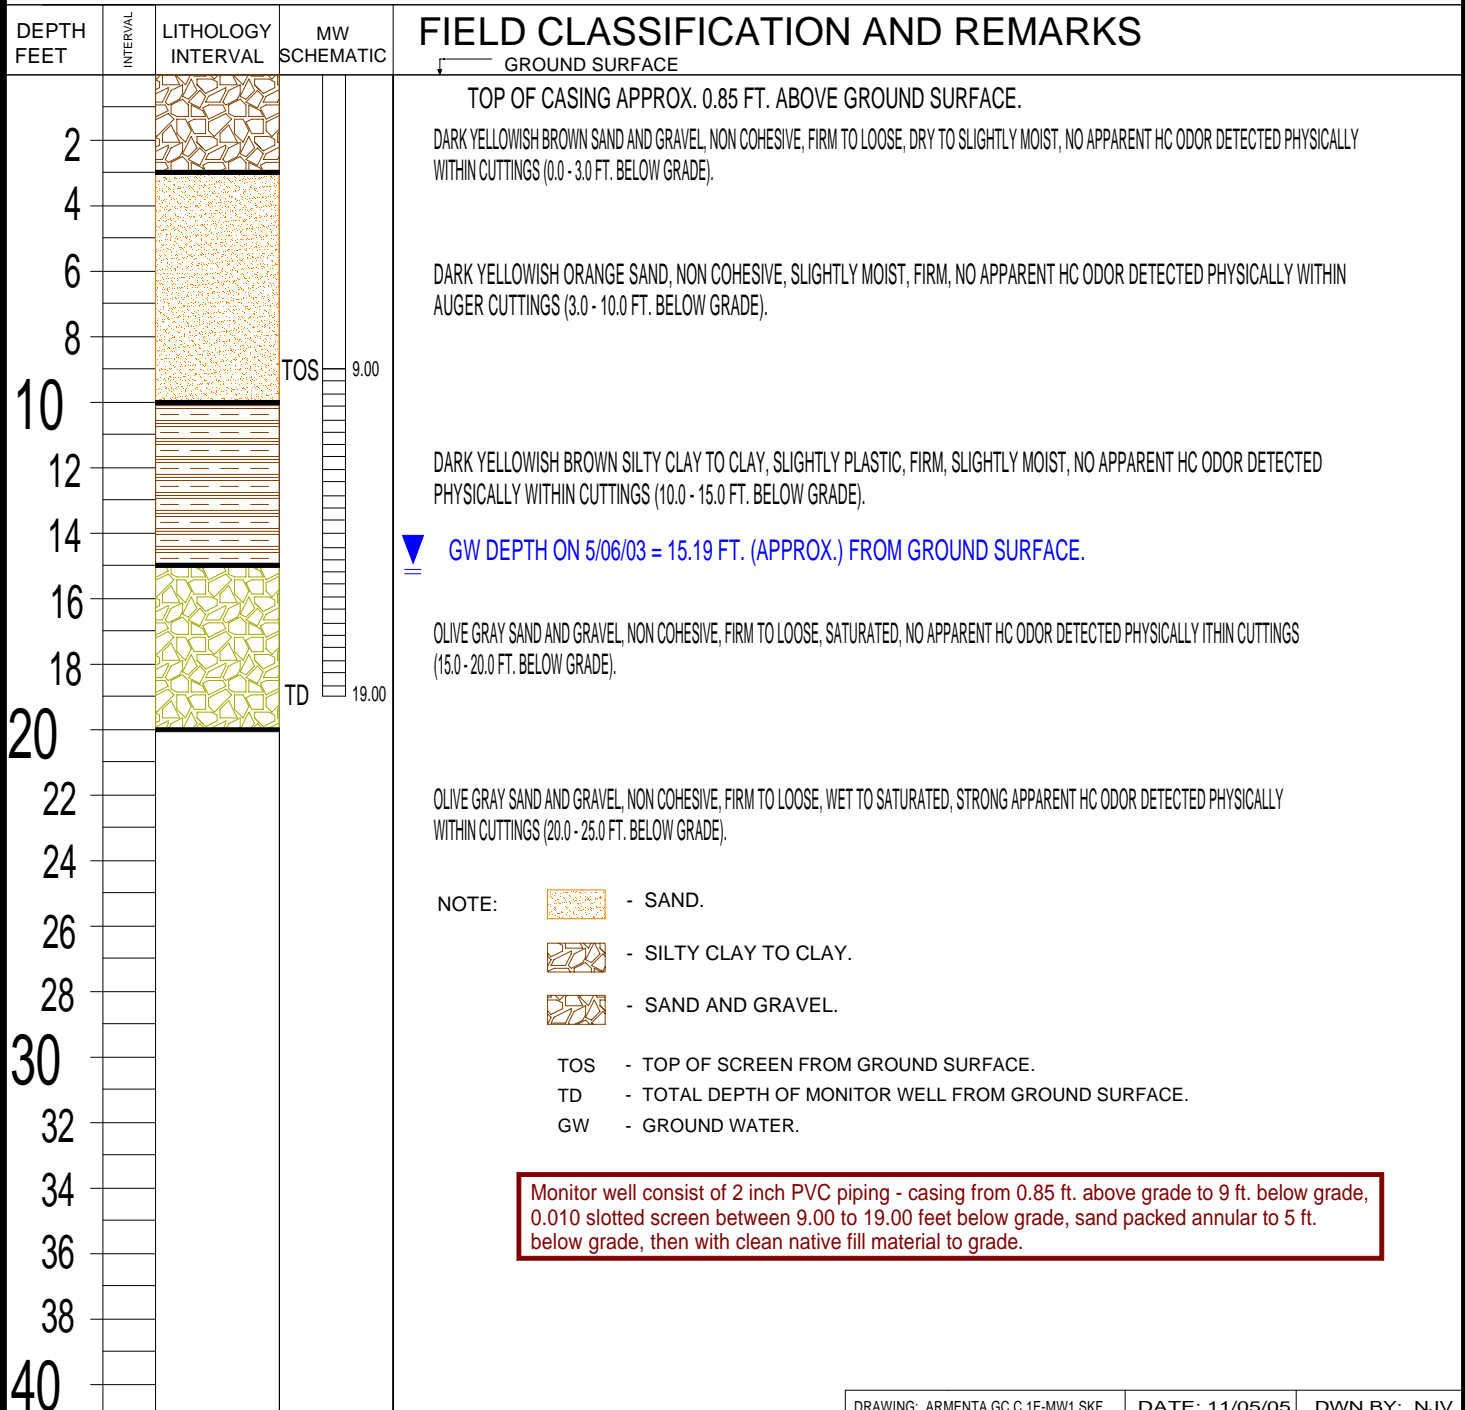 DEPTH FEET
INTERVAL
LITHOLOGY INTERVAL
MW SCHEMATIC
FIELD CLASSIFICATION AND REMARKS
GROUND SURFACE
TOP OF CASING APPROX. 0.85 FT. ABOVE GROUND SURFACE.
2
DARK YELLOWISH BROWN SAND AND GRAVEL, NON COHESIVE, FIRM TO LOOSE, DRY TO SLIGHTLY MOIST, NO APPARENT HC ODOR DETECTED PHYSICALLY
WITHIN CUTTINGS (0.0 - 3.0 FT. BELOW GRADE).
4
6
DARK YELLOWISH ORANGE SAND, NON COHESIVE, SLIGHTLY MOIST, FIRM, NO APPARENT HC ODOR DETECTED PHYSICALLY WITHIN
AUGER CUTTINGS (3.0 - 10.0 FT. BELOW GRADE).
8
TOS 9.00
10
12
DARK YELLOWISH BROWN SILTY CLAY TO CLAY, SLIGHTLY PLASTIC, FIRM, SLIGHTLY MOIST, NO APPARENT HC ODOR DETECTED
PHYSICALLY WITHIN CUTTINGS (10.0 - 15.0 FT. BELOW GRADE).
14
GW DEPTH ON 5/06/03 = 15.19 FT. (APPROX.) FROM GROUND SURFACE.
16
OLIVE GRAY SAND AND GRAVEL, NON COHESIVE, FIRM TO LOOSE, SATURATED, NO APPARENT HC ODOR DETECTED PHYSICALLY ITHIN CUTTINGS
(15.0 - 20.0 FT. BELOW GRADE).
18
TD 19.00
20
22
OLIVE GRAY SAND AND GRAVEL, NON COHESIVE, FIRM TO LOOSE, WET TO SATURATED, STRONG APPARENT HC ODOR DETECTED PHYSICALLY
WITHIN CUTTINGS (20.0 - 25.0 FT. BELOW GRADE).
24
NOTE: - SAND.
26
- SILTY CLAY TO CLAY.
28
- SAND AND GRAVEL.
30
TOS - TOP OF SCREEN FROM GROUND SURFACE.
TD - TOTAL DEPTH OF MONITOR WELL FROM GROUND SURFACE.
32
GW - GROUND WATER.
34
Monitor well consist of 2 inch PVC piping - casing from 0.85 ft. above grade to 9 ft. below grade,
0.010 slotted screen between 9.00 to 19.00 feet below grade, sand packed annular to 5 ft.
below grade, then with clean native fill material to grade.
36
38
40
DRAWING: ARMENTA GC C 1E-MW1.SKF DATE: 11/05/05 DWN BY: NJV